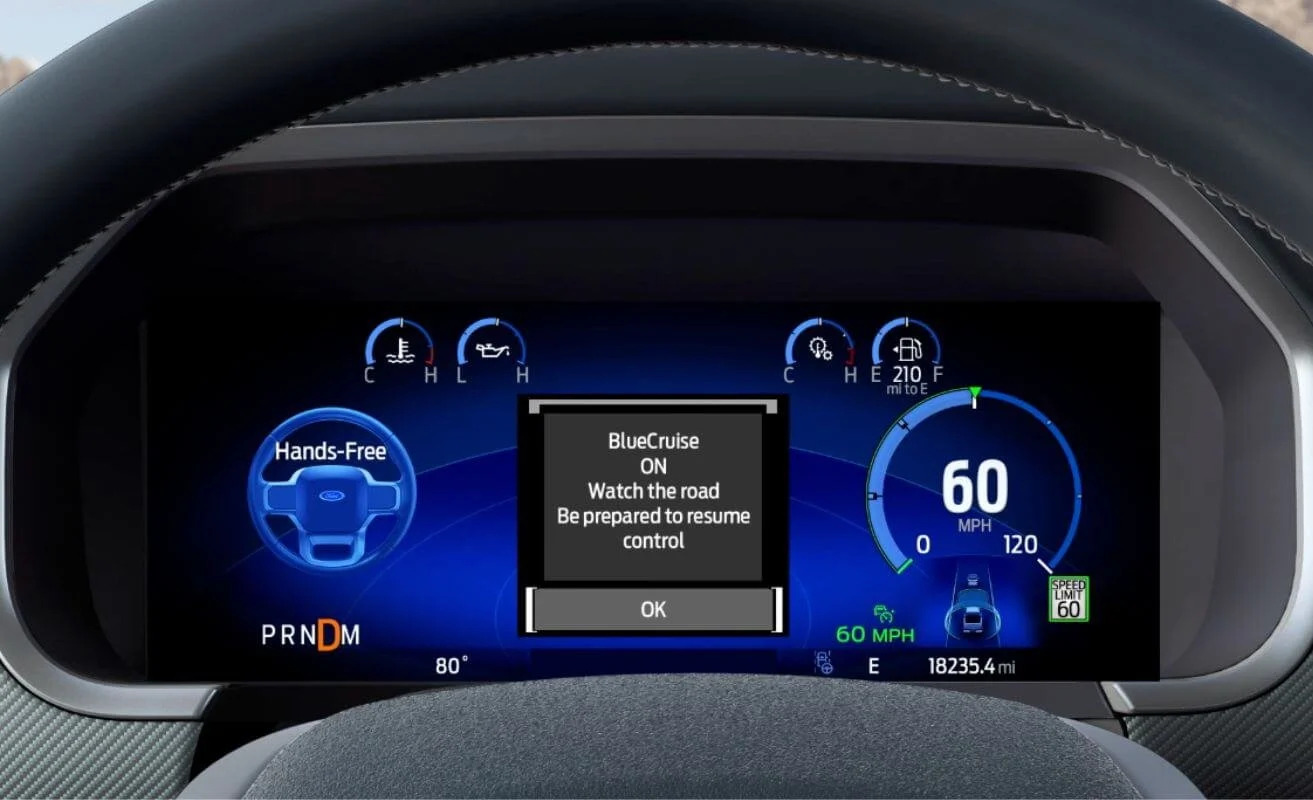 C H L H
C H E 210 F
mi to E
Hands-Free
Ford
BlueCruise
ON
Watch the road
Be prepared to resume
control
OK
60
MPH
0 120
SPEED
LIMIT
60
60 MPH
PRNDM
80°
E
18235.4 mi